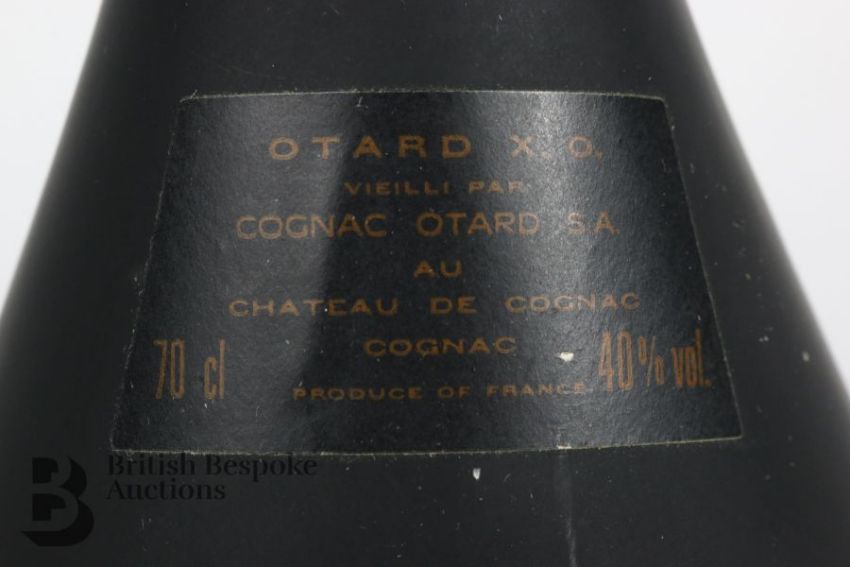 OTARD X.O.
VIEILLI PAR
COGNAC OTARD S.A.
AU
CHATEAU DE COGNAC
COGNAC
70 cl
40% vol.
PRODUCE OF FRANCE
British Bespoke
Auctions